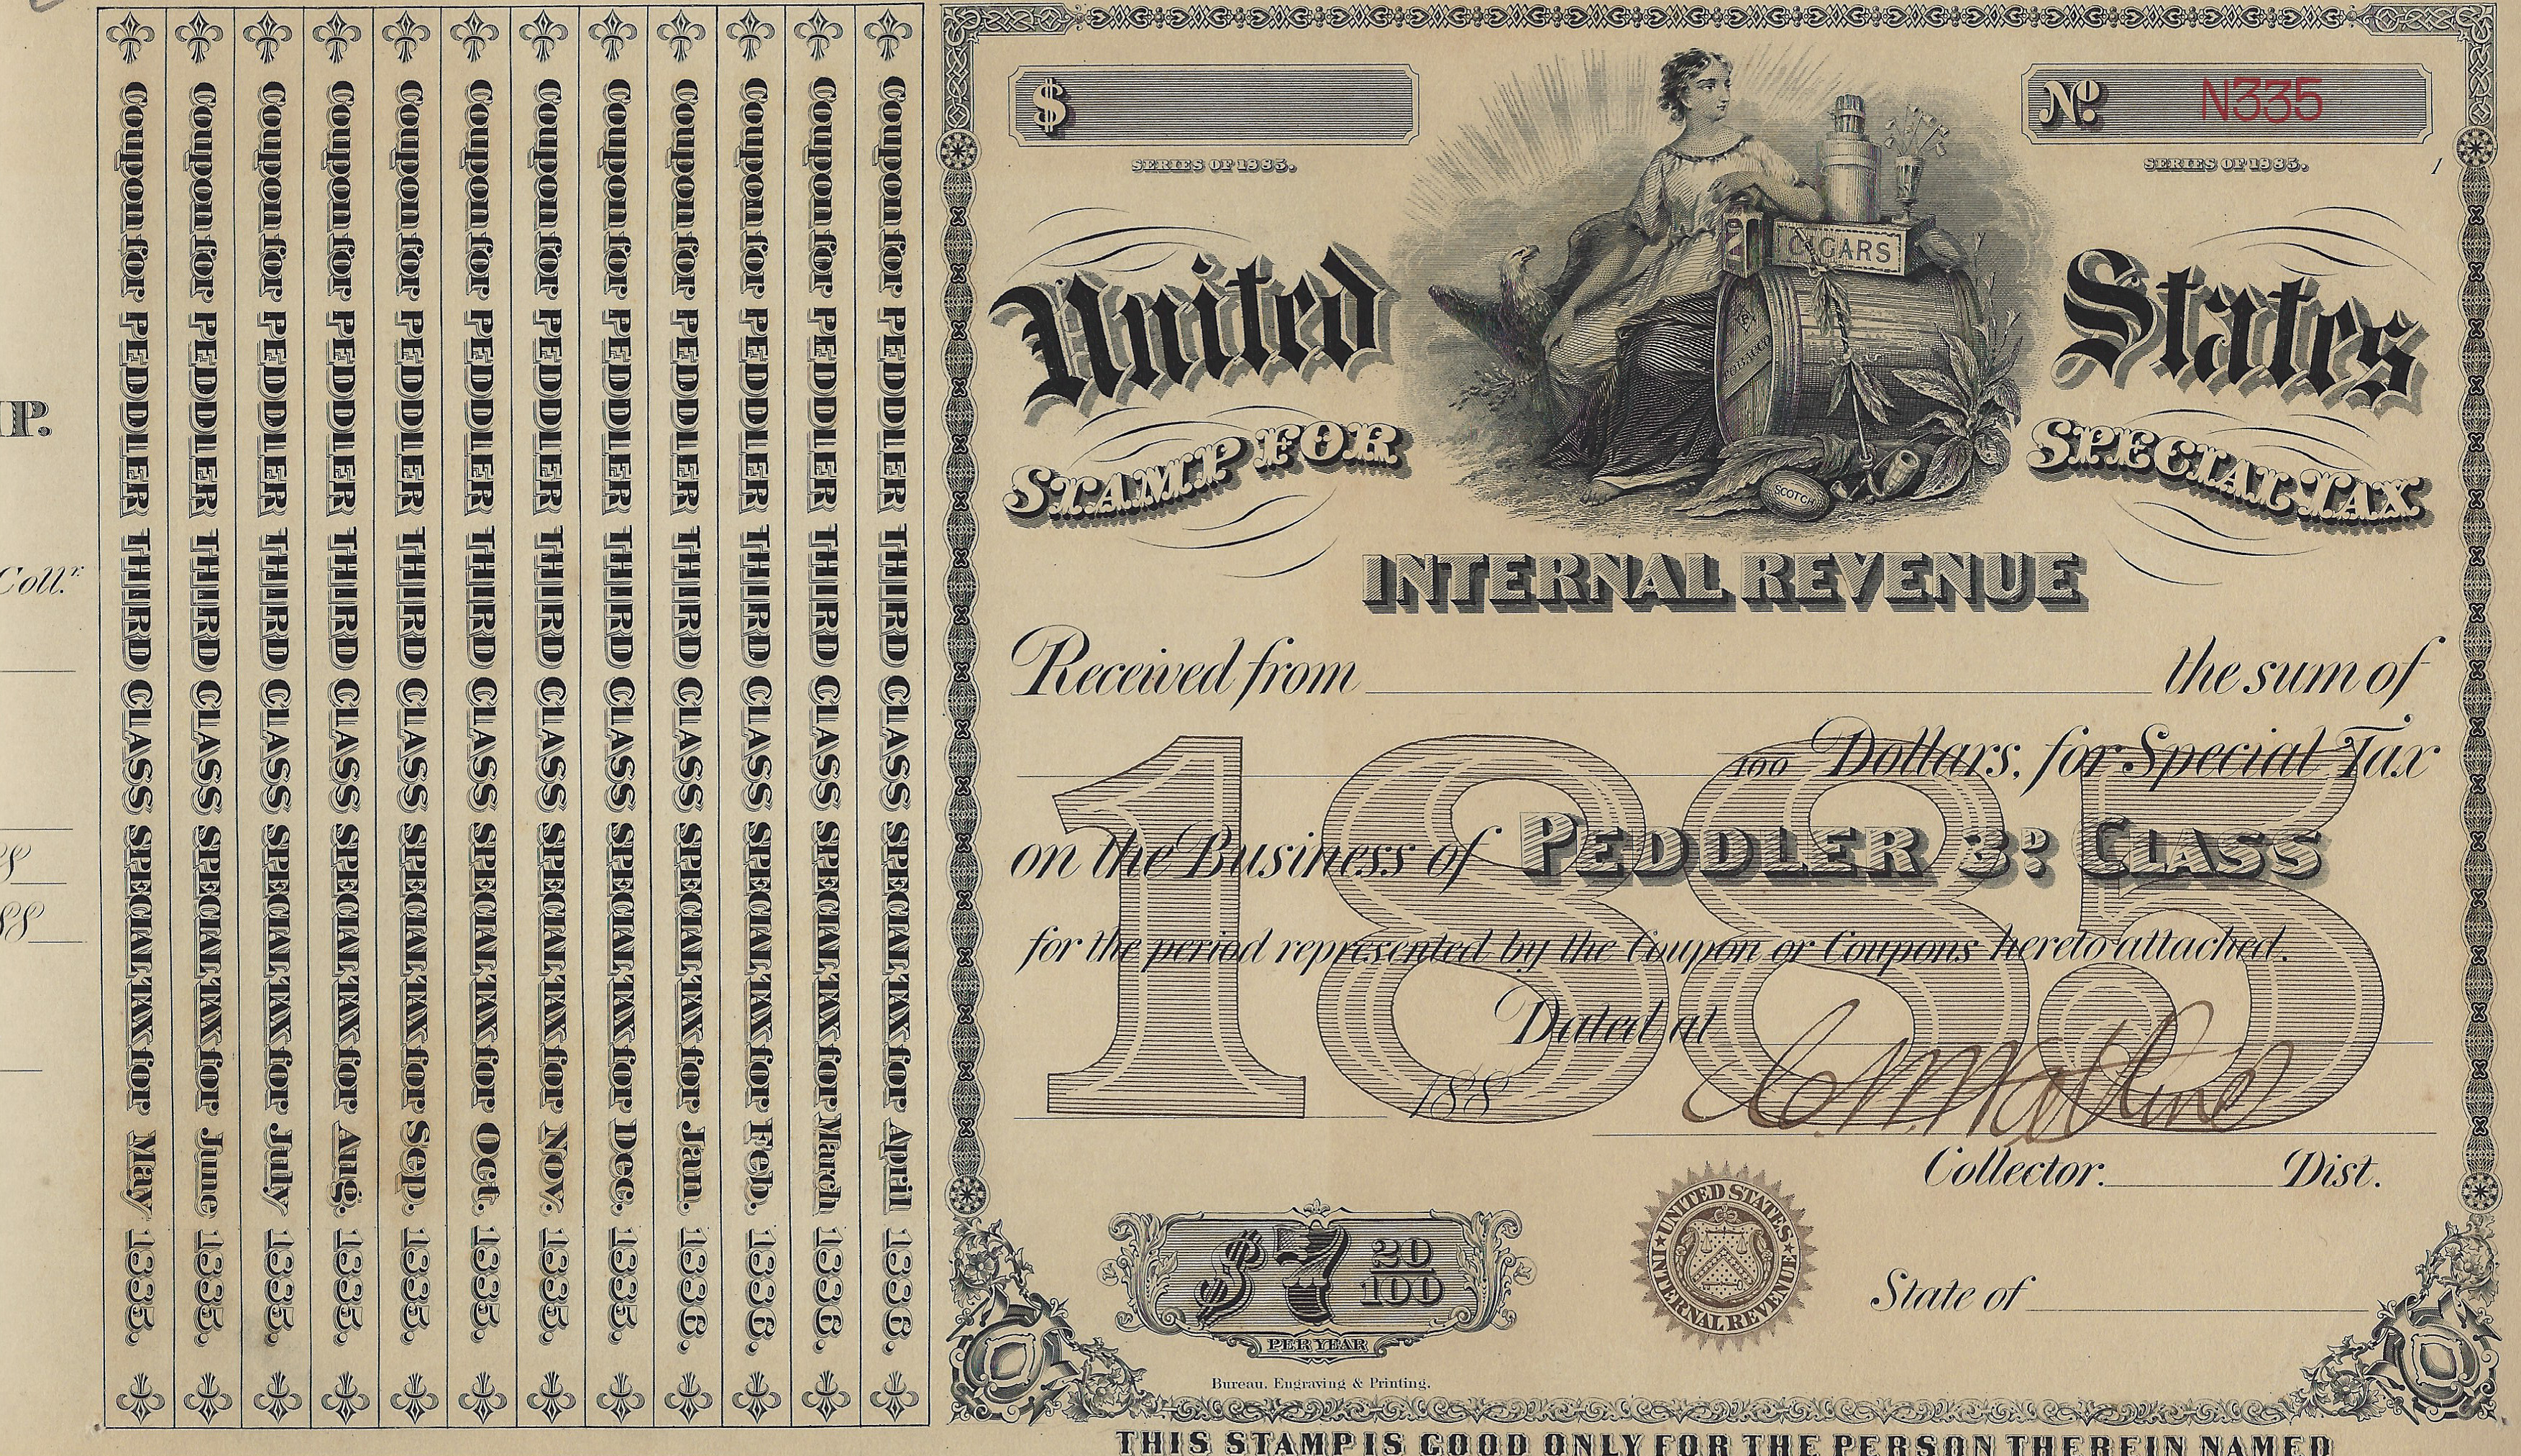 P.
Collr.
Coupon for PEDDLER THIRD CLASS SPECIAL TAX for May 1885.
Coupon for PEDDLER THIRD CLASS SPECIAL TAX for June 1885.
Coupon for PEDDLER THIRD CLASS SPECIAL TAX for July 1885.
Coupon for PEDDLER THIRD CLASS SPECIAL TAX for Aug. 1885.
Coupon for PEDDLER THIRD CLASS SPECIAL TAX for Sep. 1885.
Coupon for PEDDLER THIRD CLASS SPECIAL TAX for Oct. 1885.
Coupon for PEDDLER THIRD CLASS SPECIAL TAX for Nov. 1885.
Coupon for PEDDLER THIRD CLASS SPECIAL TAX for Dec. 1885.
Coupon for PEDDLER THIRD CLASS SPECIAL TAX for Jan. 1886.
Coupon for PEDDLER THIRD CLASS SPECIAL TAX for Feb. 1886.
Coupon for PEDDLER THIRD CLASS SPECIAL TAX for March 1886.
Coupon for PEDDLER THIRD CLASS SPECIAL TAX for April 1886.
$
No. N335
SERIES OF 1885.
SERIES OF 1885. 1
CIGARS
TOBACCO
SCOTCH
United States
STAMP FOR SPECIAL TAX
INTERNAL REVENUE
Received from the sum of
100 Dollars, for Special Tax
1885
on the Business of PEDDLER 3D. CLASS
for the period represented by the Coupon or Coupons hereto attached.
Dated at
188
Collector. Dist.
$7 20/100
PER YEAR
UNITED STATES INTERNAL REVENUE
State of
Bureau, Engraving & Printing.
THIS STAMP IS GOOD ONLY FOR THE PERSON THEREIN NAMED